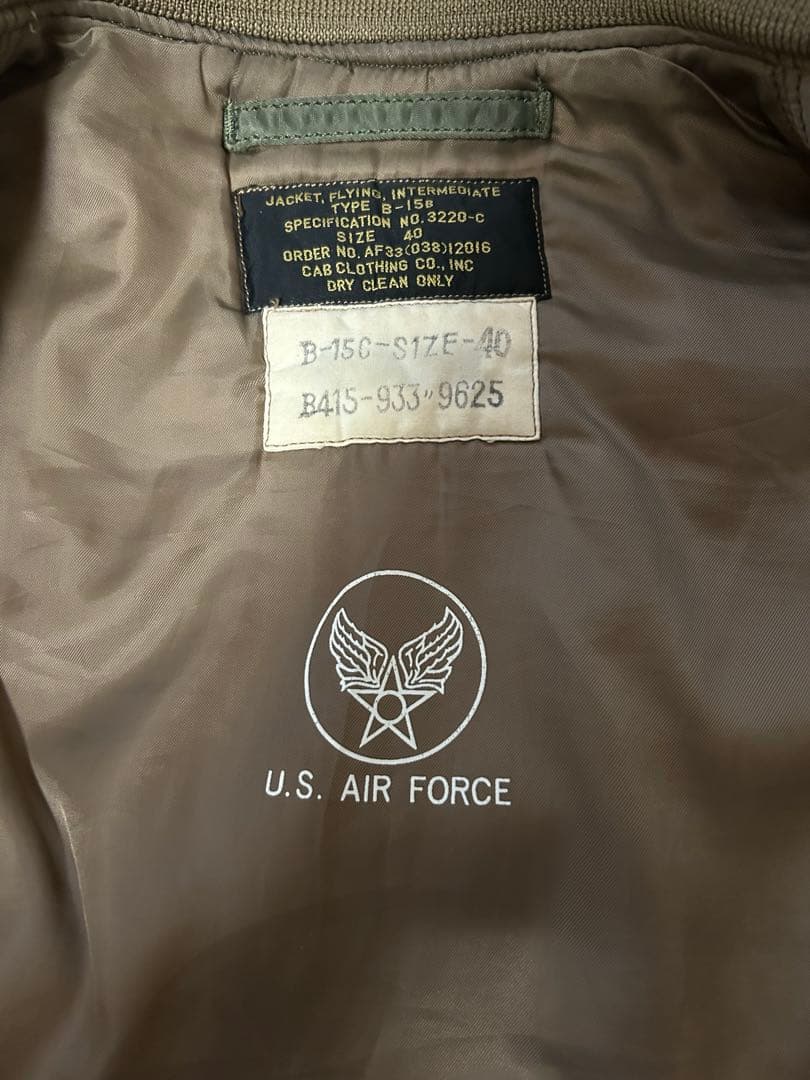 JACKET, FLYING, INTERMEDIATE
TYPE B-15B
SPECIFICATION NO. 3220-C
SIZE 40
ORDER NO. AF33(038)12016
CAB CLOTHING CO., INC
DRY CLEAN ONLY
B-15C-SIZE-40
B415-933"9625
U.S. AIR FORCE